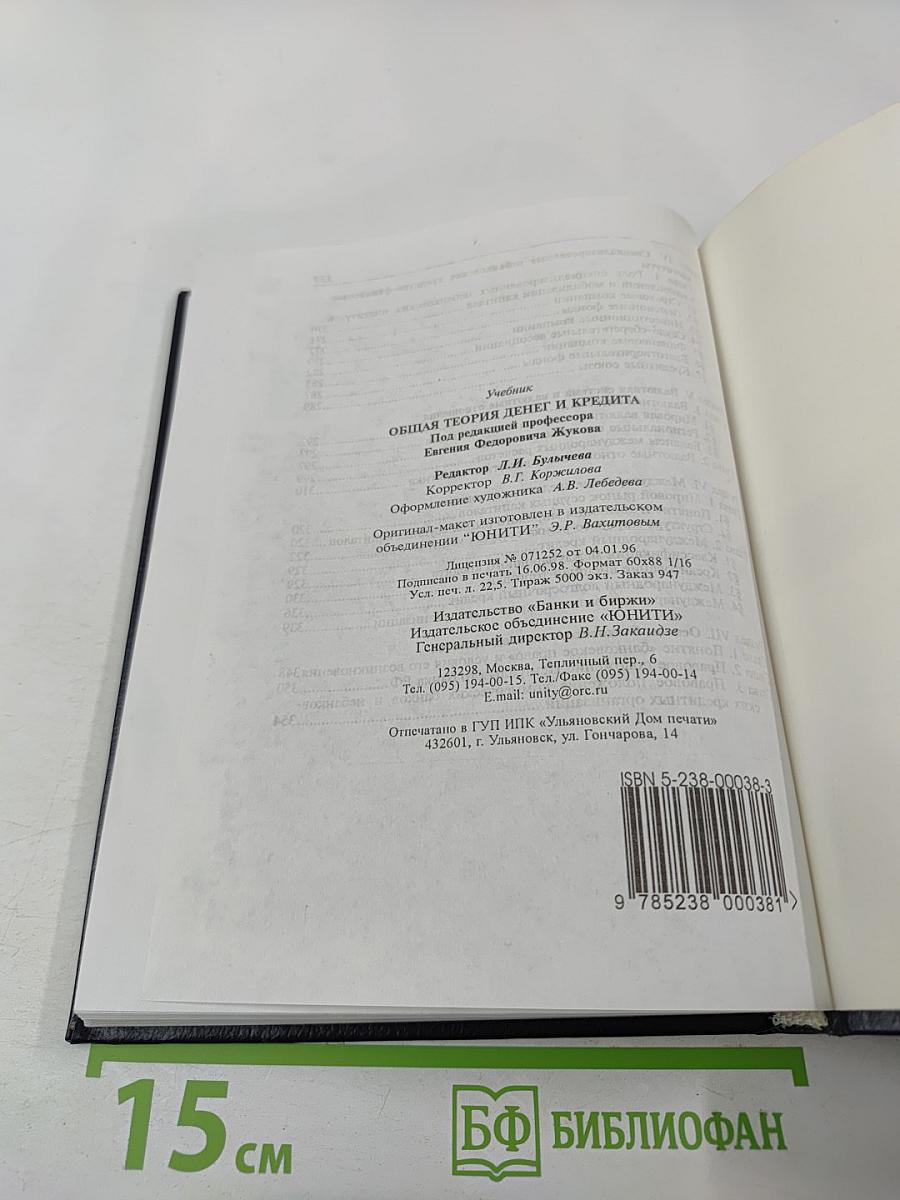 Учебник
ОБЩАЯ ТЕОРИЯ ДЕНЕГ И КРЕДИТА
Под редакцией профессора
Евгения Федоровича Жукова
Редактор Л.И. Булычева
Корректор В.Г. Коржилова
Оформление художника А.В. Лебедева
Оригинал-макет изготовлен в издательском
объединении "ЮНИТИ" Э.Р. Вахитовым
Лицензия № 071252 от 04.01.96
Подписано в печать 16.06.98. Формат 60x88 1/16
Усл. печ. л. 22,5. Тираж 5000 экз. Заказ 947
Издательство «Банки и биржи»
Издательское объединение «ЮНИТИ»
Генеральный директор В.Н.Закаидзе
123298, Москва, Тепличный пер., 6
Тел. (095) 194-00-15. Тел./Факс (095) 194-00-14
E.mail: unity@orc.ru
Отпечатано в ГУП ИПК «Ульяновский Дом печати»
432601, г. Ульяновск, ул. Гончарова, 14
ISBN 5-238-00038-3
9 785238 000381 >
15 см
БФ БИБЛИОФАН